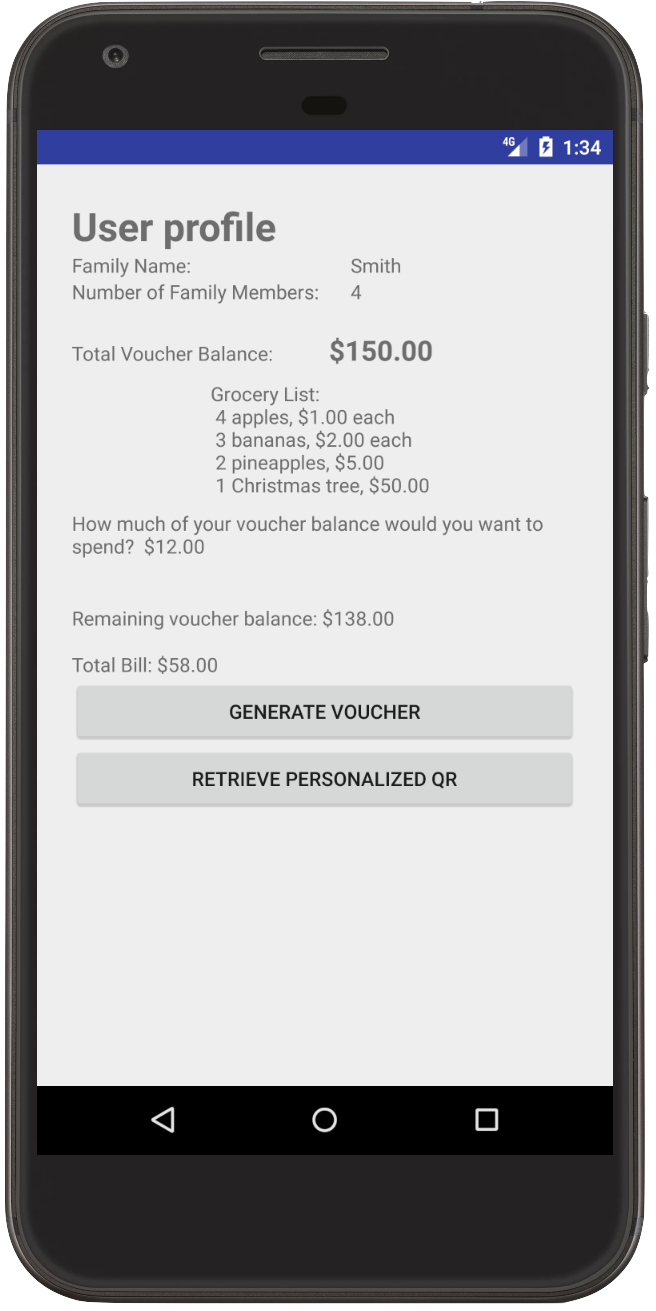 4G 1:34
User profile
Family Name: Smith
Number of Family Members: 4
Total Voucher Balance: $150.00
Grocery List:
4 apples, $1.00 each
3 bananas, $2.00 each
2 pineapples, $5.00
1 Christmas tree, $50.00
How much of your voucher balance would you want to
spend? $12.00
Remaining voucher balance: $138.00
Total Bill: $58.00
GENERATE VOUCHER
RETRIEVE PERSONALIZED QR